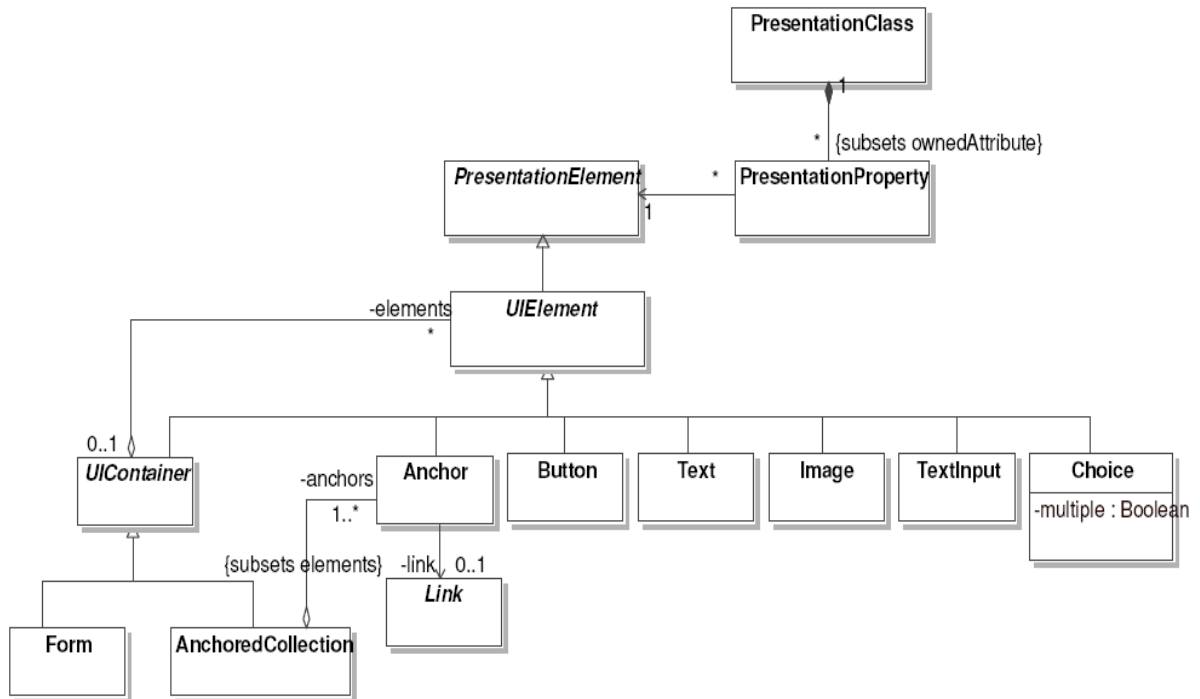 PresentationClass
1
* {subsets ownedAttribute}
PresentationElement
* PresentationProperty
1
-elements UIElement
*
0..1
UIContainer
-anchors Anchor Button Text Image TextInput Choice
1..* -multiple : Boolean
{subsets elements} -link 0..1
Link
Form AnchoredCollection